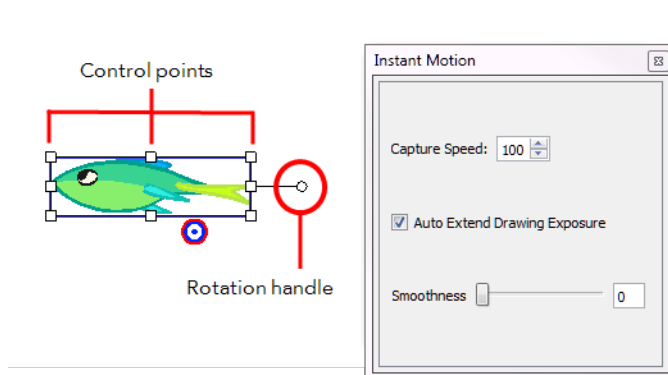 Control points
Rotation handle
Instant Motion
Capture Speed: 100
Auto Extend Drawing Exposure
Smoothness 0